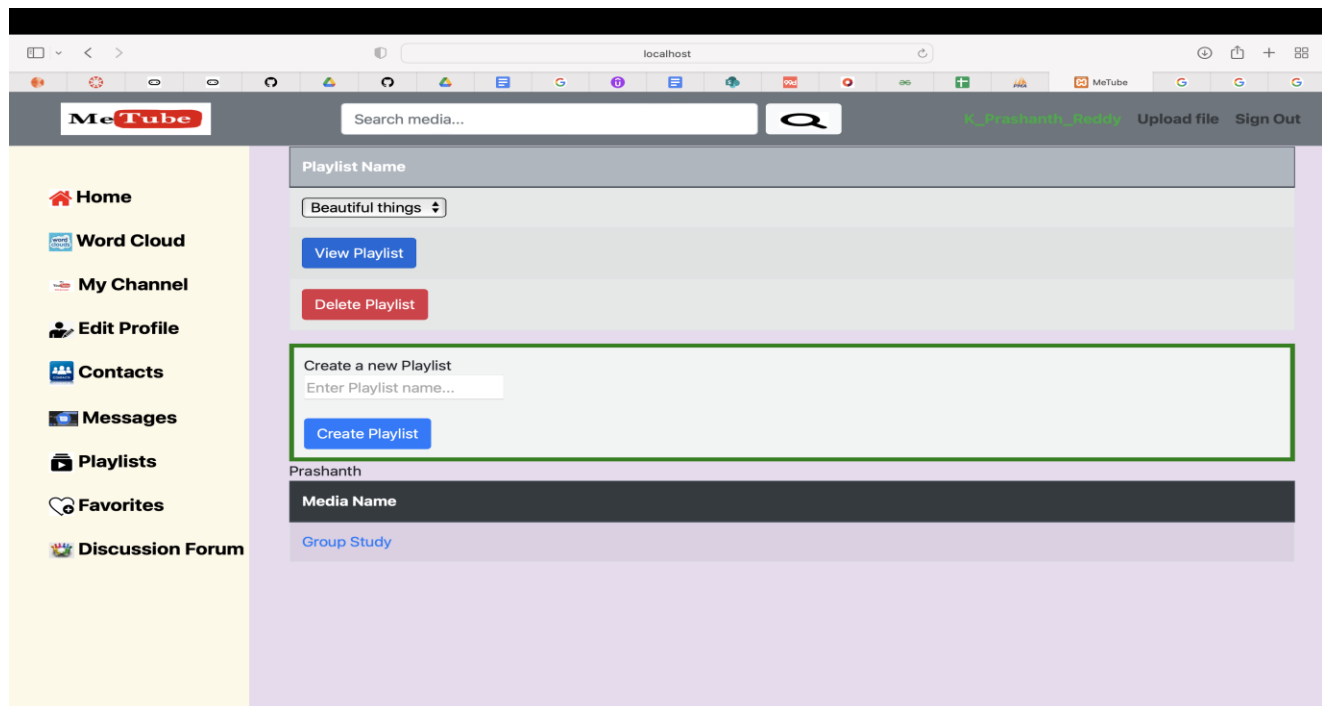 localhost
MeTube
MeTube
Search media...
K_Prashanth_Reddy Upload file Sign Out
Home
Word Cloud
My Channel
Edit Profile
Contacts
Messages
Playlists
Favorites
Discussion Forum
Playlist Name
Beautiful things
View Playlist
Delete Playlist
Create a new Playlist
Enter Playlist name...
Create Playlist
Prashanth
Media Name
Group Study